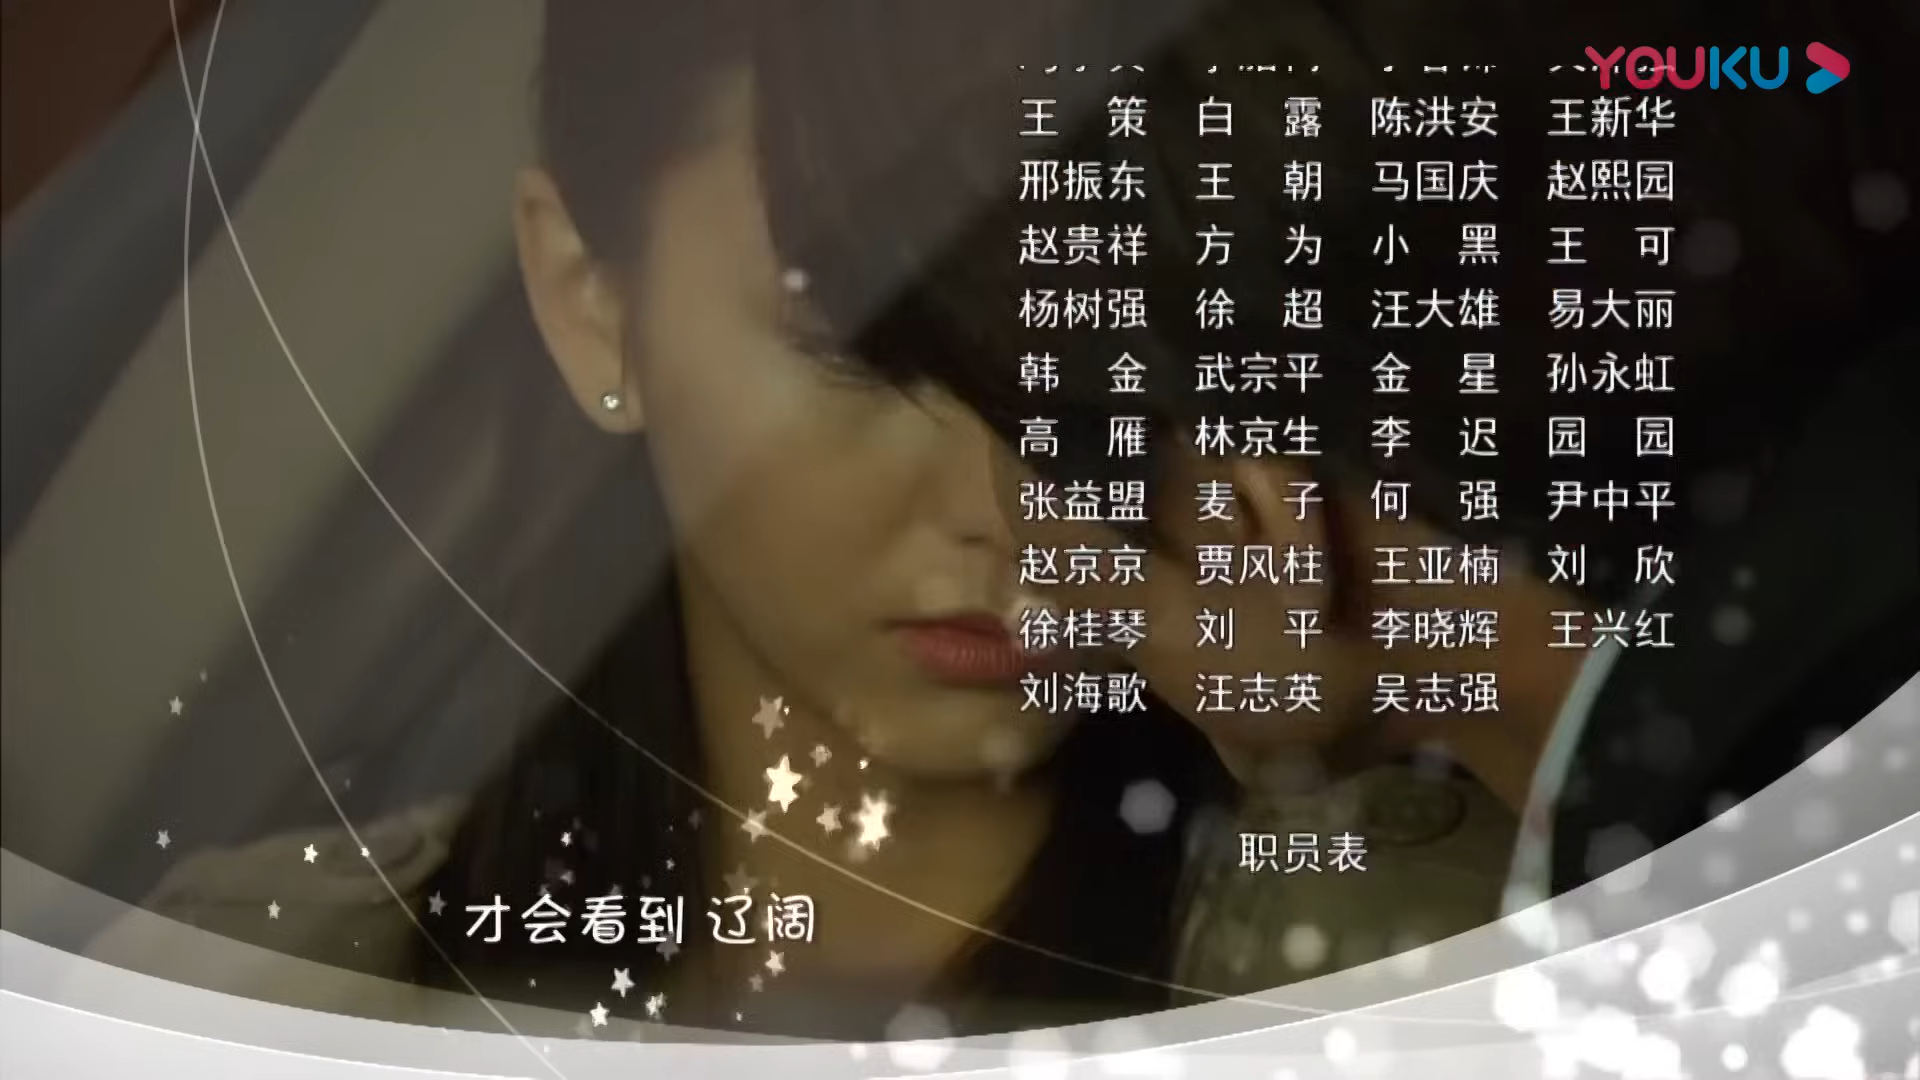 YOUKU
王 策 白 露 陈洪安 王新华
邢振东 王 朝 马国庆 赵熙园
赵贵祥 方 为 小 黑 王 可
杨树强 徐 超 汪大雄 易大丽
韩 金 武宗平 金 星 孙永虹
高 雁 林京生 李 迟 园 园
张益盟 麦 子 何 强 尹中平
赵京京 贾风柱 王亚楠 刘 欣
徐桂琴 刘 平 李晓辉 王兴红
刘海歌 汪志英 吴志强
职员表
才会看到 辽阔